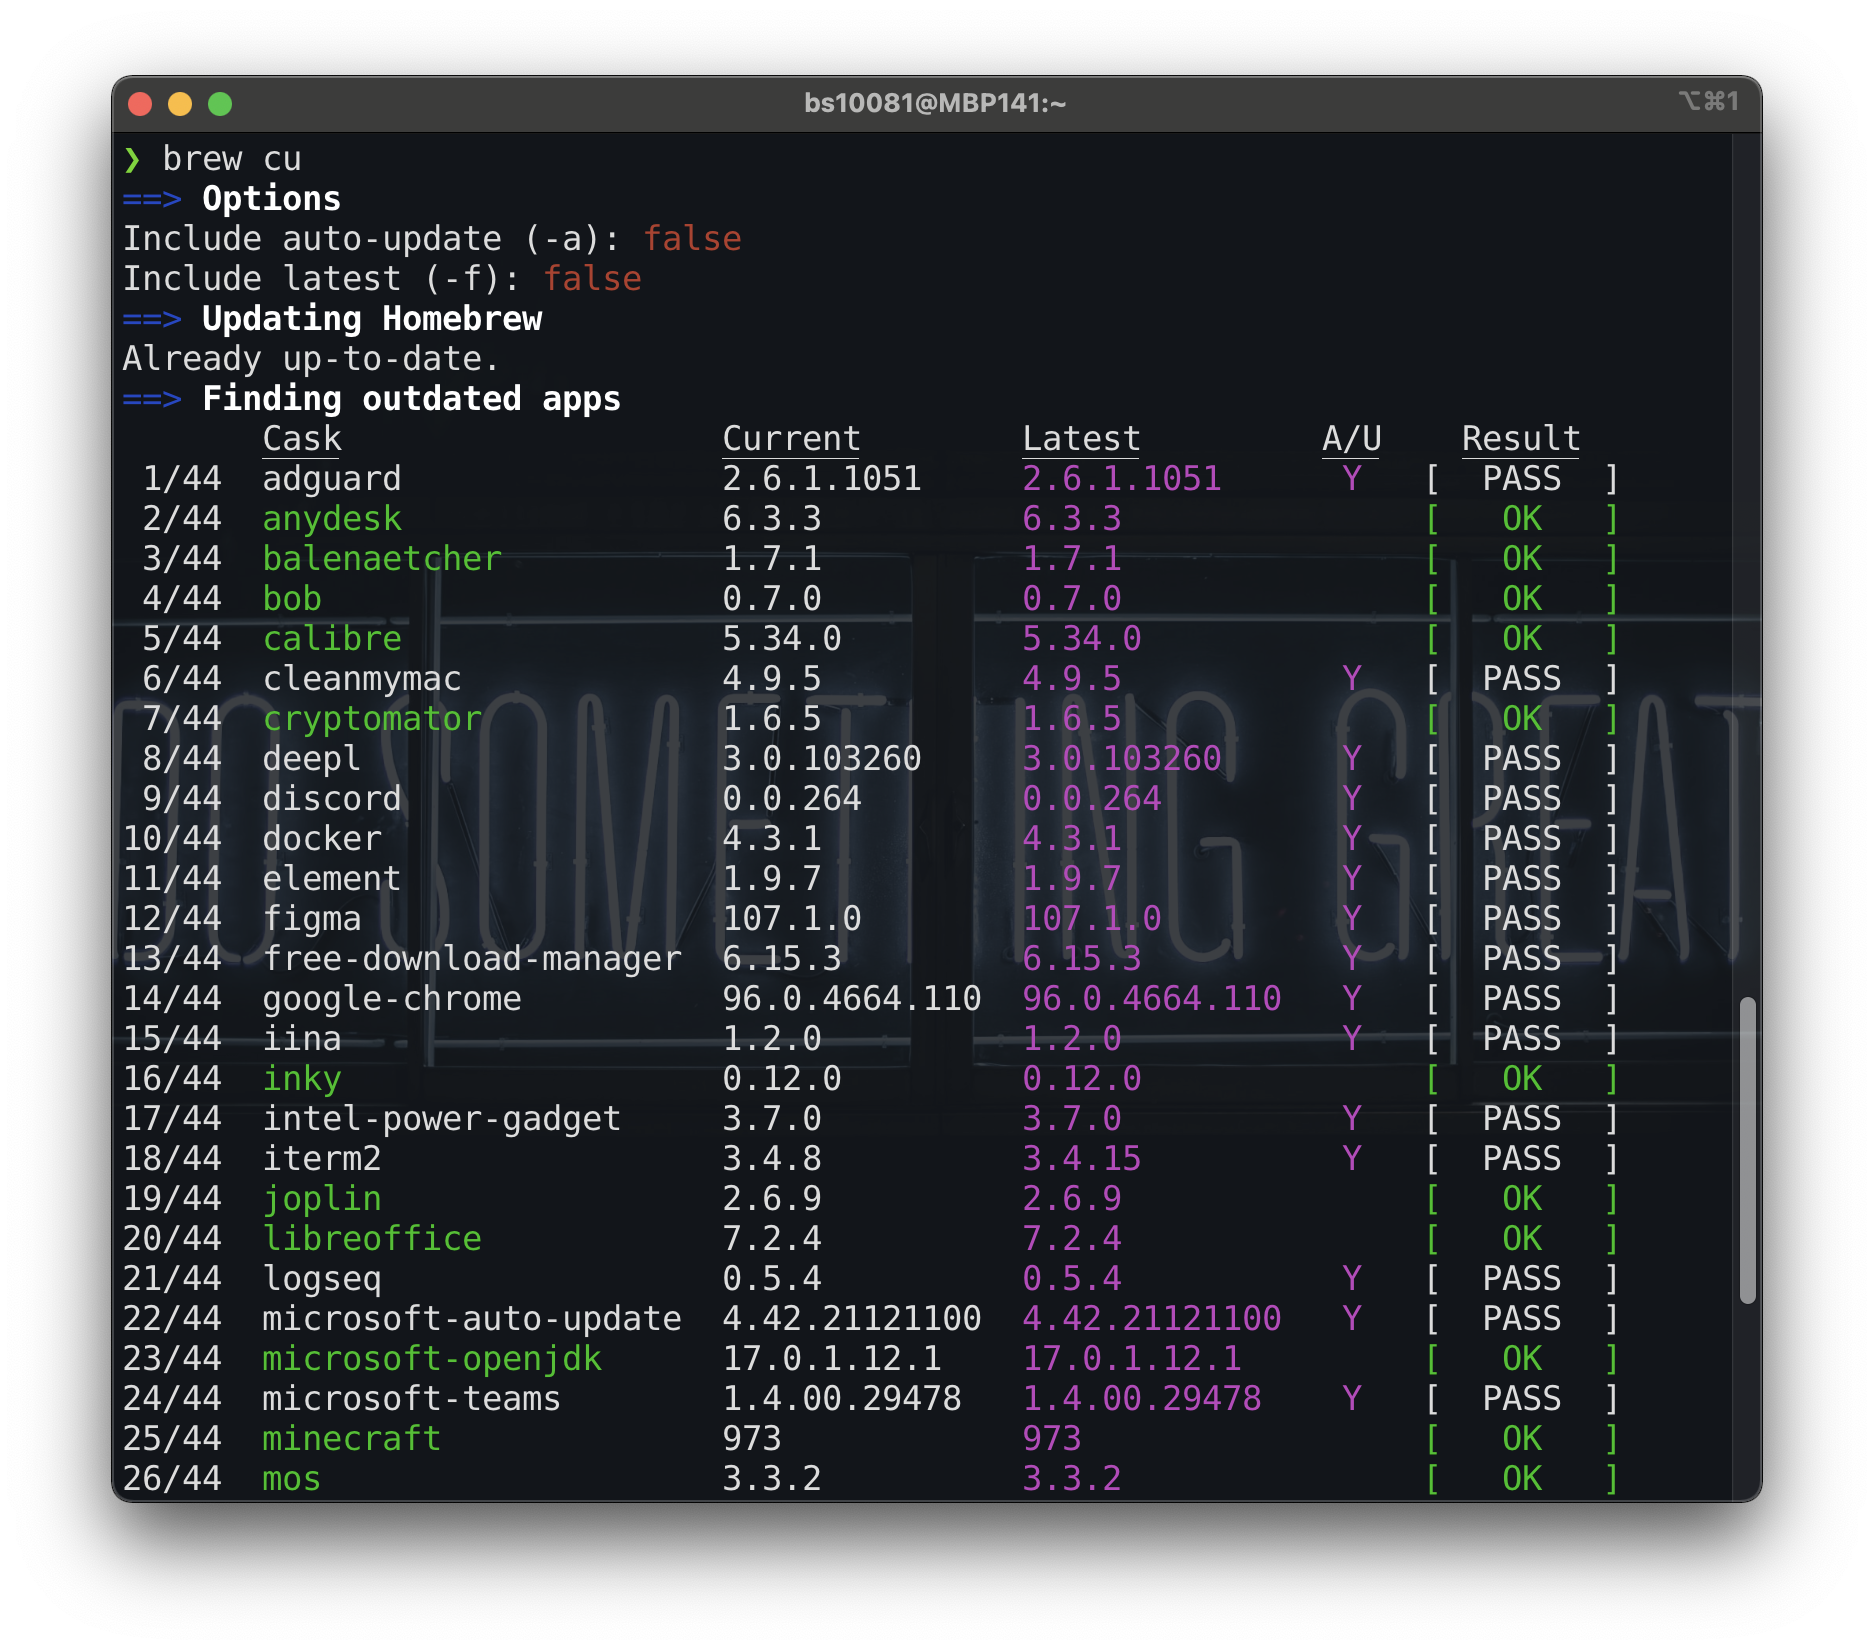 bs10081@MBP141:~ ⌥⌘1
❯ brew cu
==> Options
Include auto-update (-a): false
Include latest (-f): false
==> Updating Homebrew
Already up-to-date.
==> Finding outdated apps
Cask Current Latest A/U Result
1/44 adguard 2.6.1.1051 2.6.1.1051 Y [ PASS ]
2/44 anydesk 6.3.3 6.3.3 [ OK ]
3/44 balenaetcher 1.7.1 1.7.1 [ OK ]
4/44 bob 0.7.0 0.7.0 [ OK ]
5/44 calibre 5.34.0 5.34.0 [ OK ]
6/44 cleanmymac 4.9.5 4.9.5 Y [ PASS ]
7/44 cryptomator 1.6.5 1.6.5 [ OK ]
8/44 deepl 3.0.103260 3.0.103260 Y [ PASS ]
9/44 discord 0.0.264 0.0.264 Y [ PASS ]
10/44 docker 4.3.1 4.3.1 Y [ PASS ]
11/44 element 1.9.7 1.9.7 Y [ PASS ]
12/44 figma 107.1.0 107.1.0 Y [ PASS ]
13/44 free-download-manager 6.15.3 6.15.3 Y [ PASS ]
14/44 google-chrome 96.0.4664.110 96.0.4664.110 Y [ PASS ]
15/44 iina 1.2.0 1.2.0 Y [ PASS ]
16/44 inky 0.12.0 0.12.0 [ OK ]
17/44 intel-power-gadget 3.7.0 3.7.0 Y [ PASS ]
18/44 iterm2 3.4.8 3.4.15 Y [ PASS ]
19/44 joplin 2.6.9 2.6.9 [ OK ]
20/44 libreoffice 7.2.4 7.2.4 [ OK ]
21/44 logseq 0.5.4 0.5.4 Y [ PASS ]
22/44 microsoft-auto-update 4.42.21121100 4.42.21121100 Y [ PASS ]
23/44 microsoft-openjdk 17.0.1.12.1 17.0.1.12.1 [ OK ]
24/44 microsoft-teams 1.4.00.29478 1.4.00.29478 Y [ PASS ]
25/44 minecraft 973 973 [ OK ]
26/44 mos 3.3.2 3.3.2 [ OK ]
DO SOMET ING GREAT